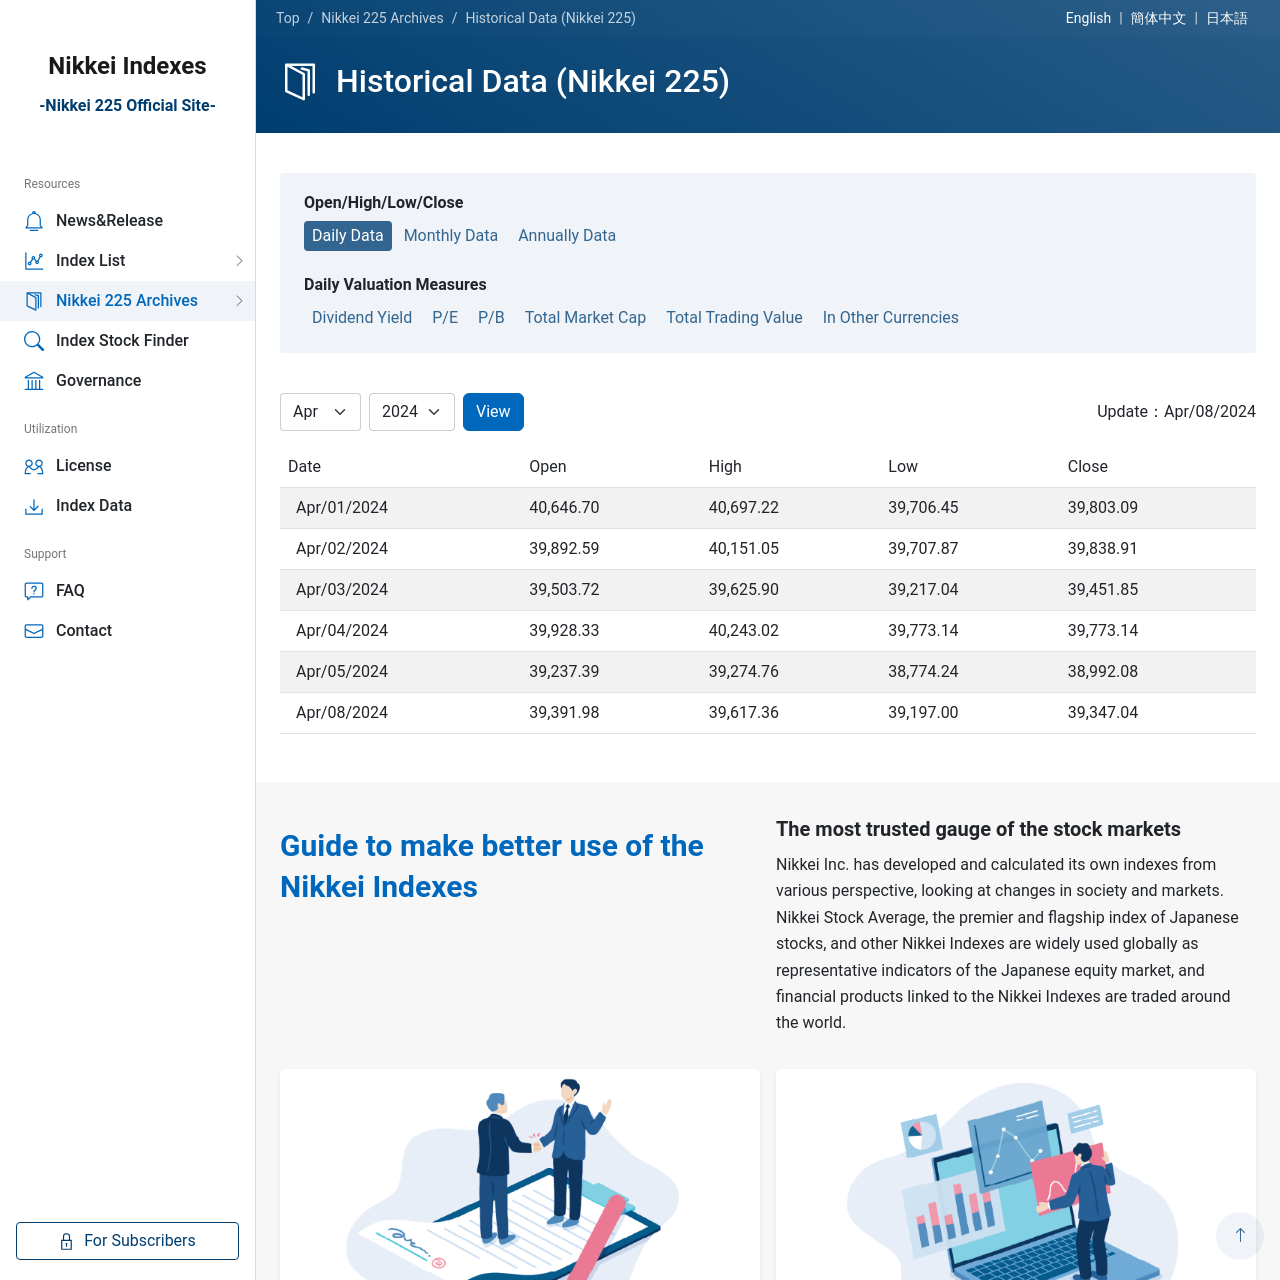 Nikkei Indexes
-Nikkei 225 Official Site-
Resources
News&Release
Index List
Nikkei 225 Archives
Index Stock Finder
Governance
Utilization
License
Index Data
Support
FAQ
Contact
For Subscribers
Top / Nikkei 225 Archives / Historical Data (Nikkei 225)
English | 簡体中文 | 日本語
Historical Data (Nikkei 225)
Open/High/Low/Close
Daily Data Monthly Data Annually Data
Daily Valuation Measures
Dividend Yield P/E P/B Total Market Cap Total Trading Value In Other Currencies
Apr 2024 View Update：Apr/08/2024
Date Open High Low Close
Apr/01/2024 40,646.70 40,697.22 39,706.45 39,803.09
Apr/02/2024 39,892.59 40,151.05 39,707.87 39,838.91
Apr/03/2024 39,503.72 39,625.90 39,217.04 39,451.85
Apr/04/2024 39,928.33 40,243.02 39,773.14 39,773.14
Apr/05/2024 39,237.39 39,274.76 38,774.24 38,992.08
Apr/08/2024 39,391.98 39,617.36 39,197.00 39,347.04
Guide to make better use of the
Nikkei Indexes
The most trusted gauge of the stock markets
Nikkei Inc. has developed and calculated its own indexes from
various perspective, looking at changes in society and markets.
Nikkei Stock Average, the premier and flagship index of Japanese
stocks, and other Nikkei Indexes are widely used globally as
representative indicators of the Japanese equity market, and
financial products linked to the Nikkei Indexes are traded around
the world.